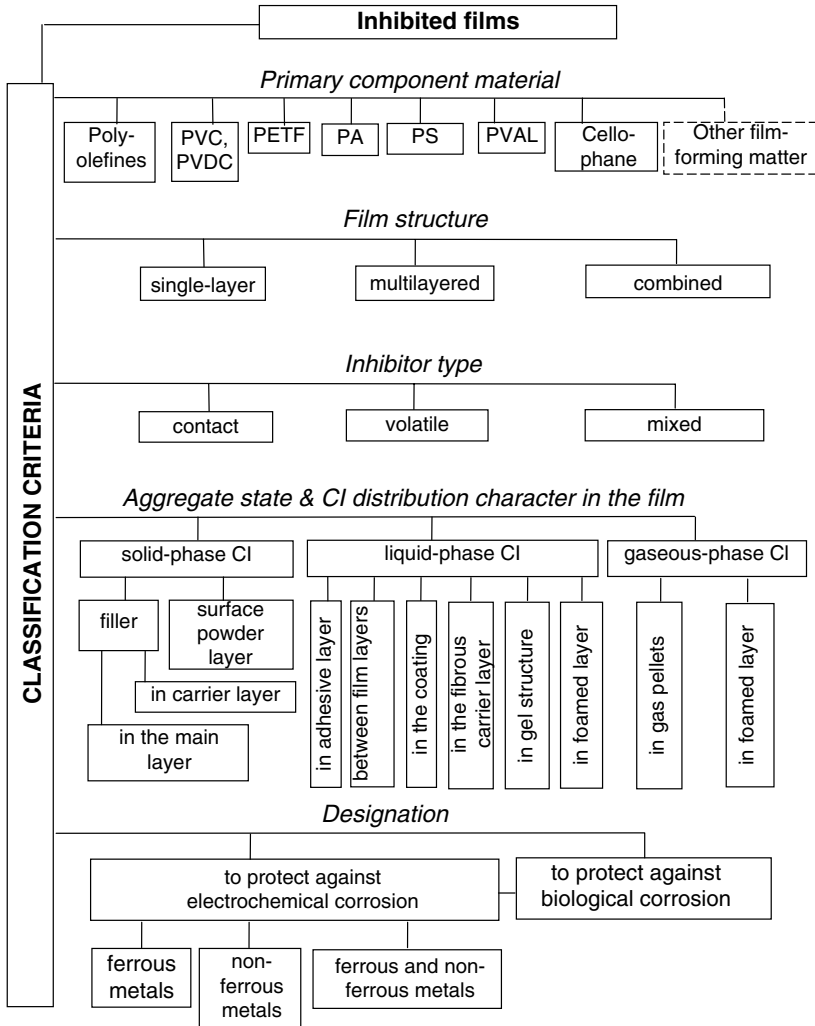 Inhibited films
CLASSIFICATION CRITERIA
Primary component material
Poly-
olefines
PVC,
PVDC
PETF
PA
PS
PVAL
Cello-
phane
Other film-
forming matter
Film structure
single-layer
multilayered
combined
Inhibitor type
contact
volatile
mixed
Aggregate state & CI distribution character in the film
solid-phase CI
liquid-phase CI
gaseous-phase CI
filler
surface
powder
layer
in carrier layer
in the main
layer
in adhesive layer
between film layers
in the coating
in the fibrous
carrier layer
in gel structure
in foamed layer
in gas pellets
in foamed layer
Designation
to protect against
electrochemical corrosion
to protect against
biological corrosion
ferrous
metals
non-
ferrous
metals
ferrous and non-
ferrous metals